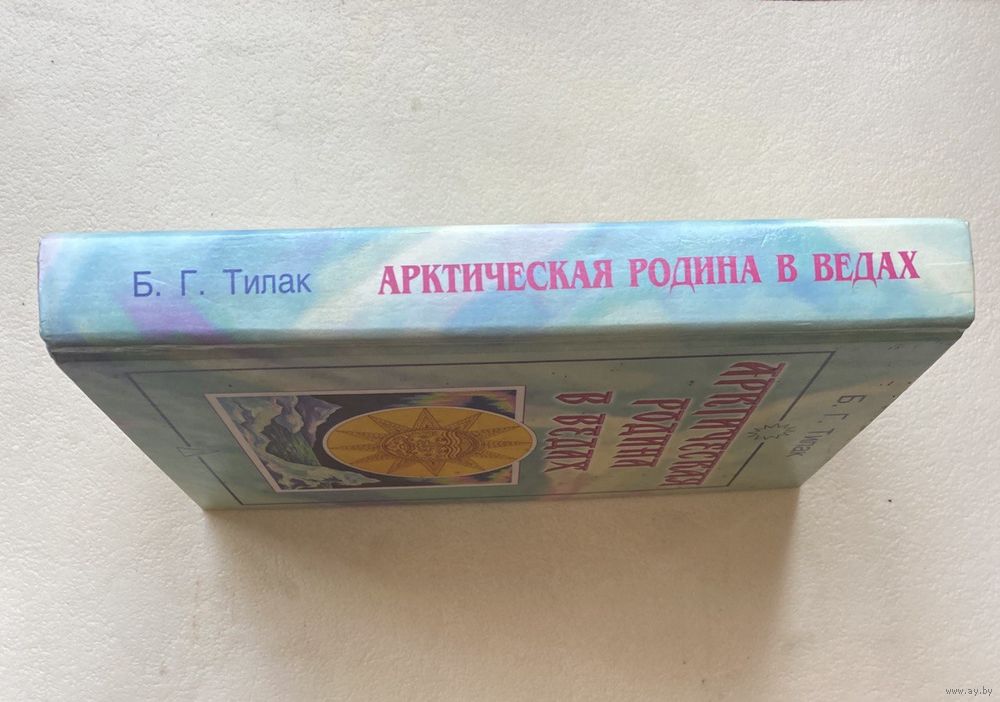 Б. Г. Тилак АРКТИЧЕСКАЯ РОДИНА В ВЕДАХ
Б. Г. Тилак
АРКТИЧЕСКАЯ
РОДИНА
В ВЕДАХ
www.ay.by